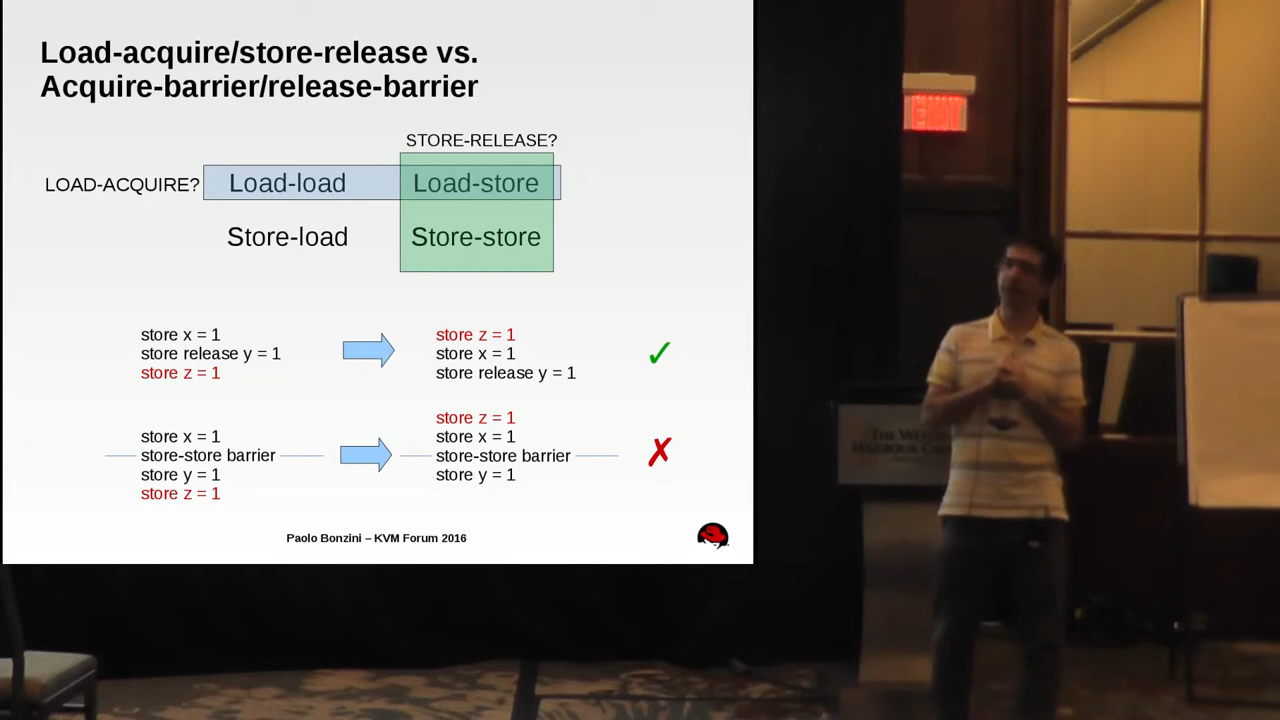 Load-acquire/store-release vs.
Acquire-barrier/release-barrier
STORE-RELEASE?
LOAD-ACQUIRE? Load-load Load-store
Store-load Store-store
store x = 1
store release y = 1
store z = 1
store z = 1
store x = 1
store release y = 1
store x = 1
store-store barrier
store y = 1
store z = 1
store z = 1
store x = 1
store-store barrier
store y = 1
Paolo Bonzini – KVM Forum 2016
THE
HARBOUR